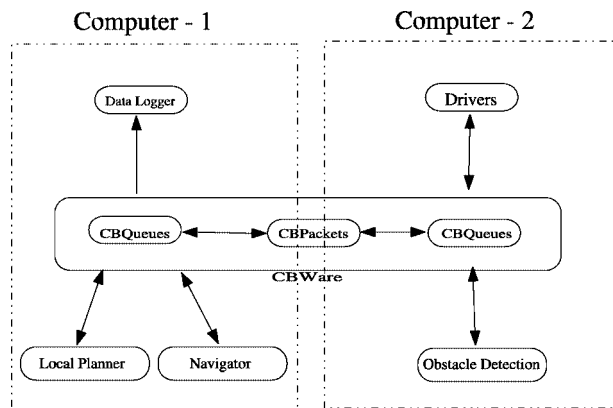 Computer - 1
Computer - 2
Data Logger
Drivers
CBQueues
CBPackets
CBQueues
CBWare
Local Planner
Navigator
Obstacle Detection